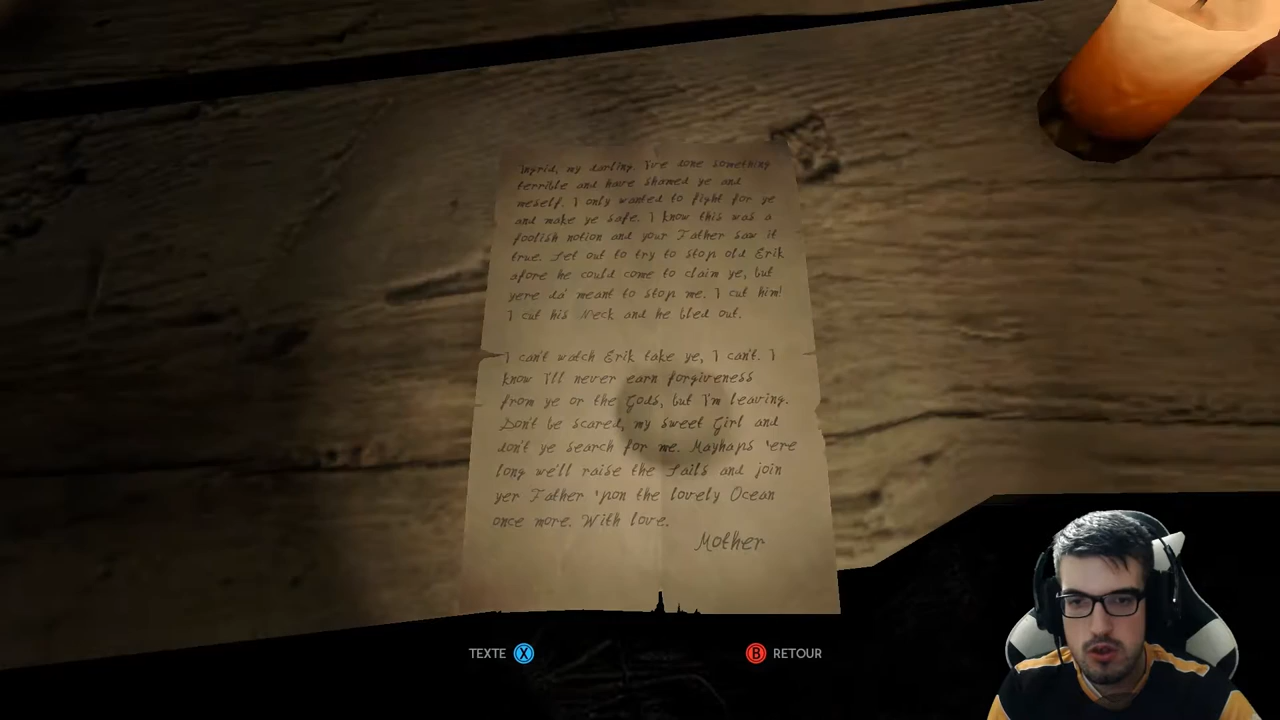 Ingrid, my darling. I've done something
terrible and have shamed ye and
meself. I only wanted to fight for ye
and make ye safe. I know this was a
foolish notion and your Father saw it
true. Set out to try to stop old Erik
afore he could come to claim ye, but
yere da' meant to stop me. I cut him!
I cut his Neck and he bled out.
I can't watch Erik take ye, I can't. I
know I'll never earn forgiveness
from ye or the Gods, but I'm leaving.
Don't be scared, my sweet Girl and
don't ye search for me. Mayhaps 'ere
long we'll raise the Sails and join
yer Father 'pon the lovely Ocean
once more. With love.
Mother
TEXTE X
B RETOUR